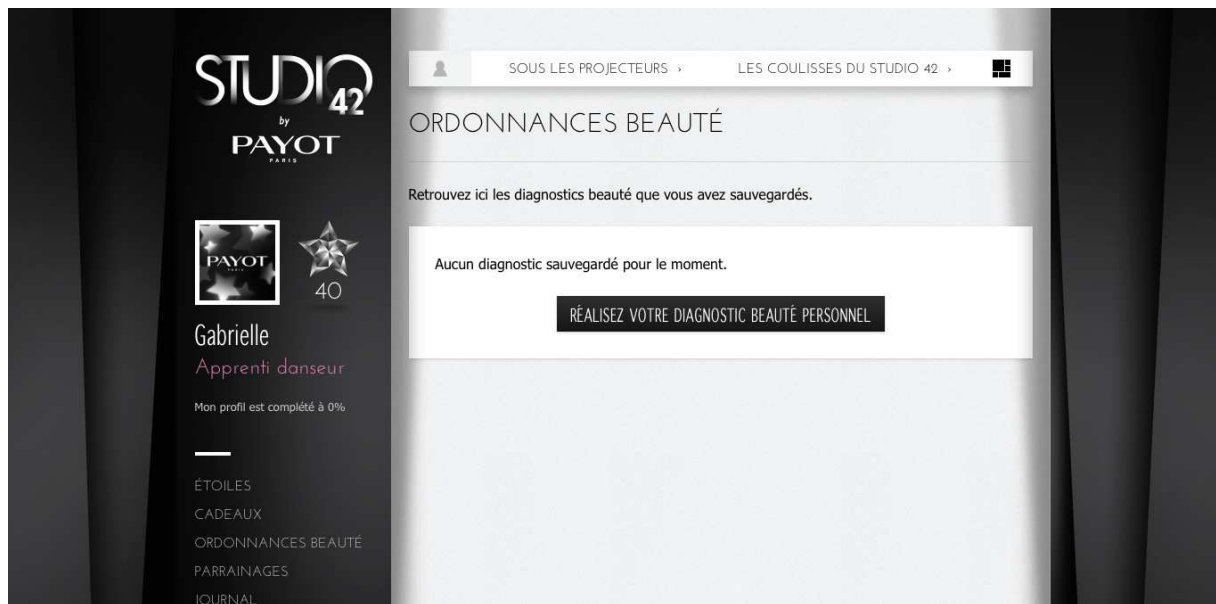 STUDIO
42
by
PAYOT
PARIS
PAYOT
PARIS
40
Gabrielle
Apprenti danseur
Mon profil est complété à 0%
ÉTOILES
CADEAUX
ORDONNANCES BEAUTÉ
PARRAINAGES
JOURNAL
SOUS LES PROJECTEURS ›
LES COULISSES DU STUDIO 42 ›
ORDONNANCES BEAUTÉ
Retrouvez ici les diagnostics beauté que vous avez sauvegardés.
Aucun diagnostic sauvegardé pour le moment.
RÉALISEZ VOTRE DIAGNOSTIC BEAUTÉ PERSONNEL